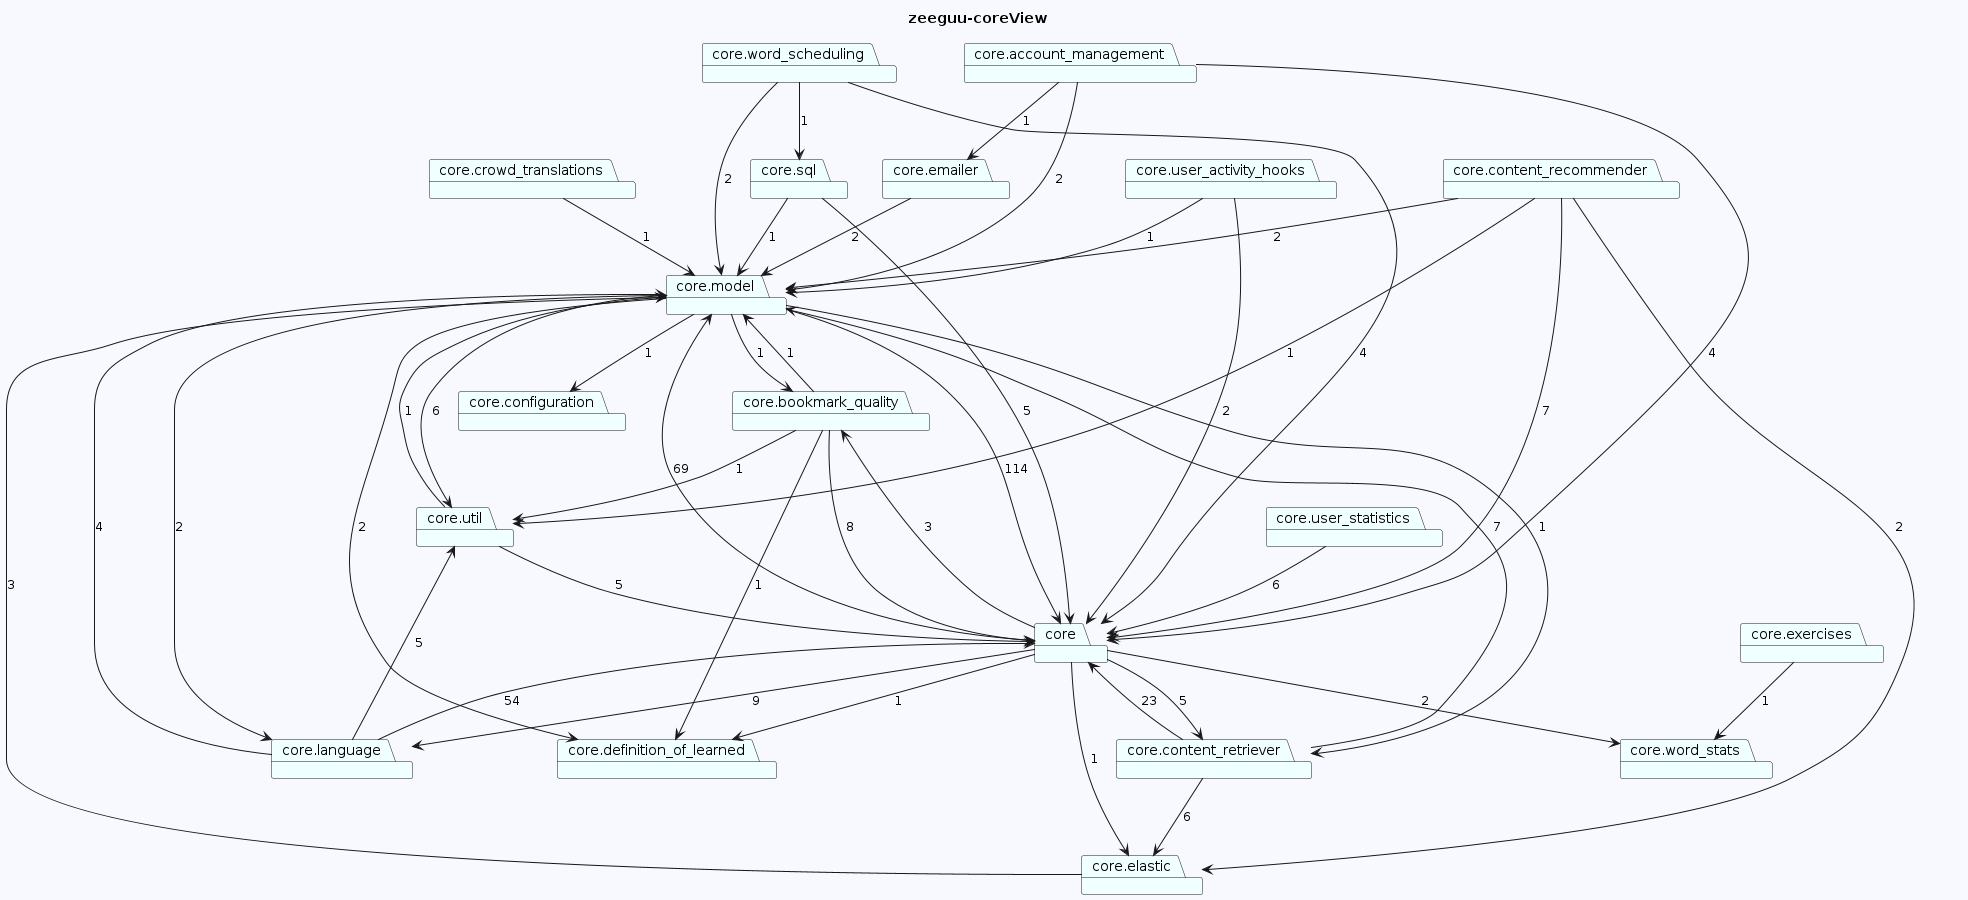 zeeguu-coreView
core.word_scheduling
core.account_management
1
1
core.crowd_translations
core.sql
core.emailer
core.user_activity_hooks
core.content_recommender
2
2
1
1
2
1
2
core.model
1
1
1
1
4
4
core.configuration
core.bookmark_quality
1
6
5
2
7
69
1
114
core.util
core.user_statistics
4
2
2
8
3
7
1
2
3
5
1
6
core
core.exercises
5
54
9
1
23
5
2
1
core.language
core.definition_of_learned
core.content_retriever
core.word_stats
1
6
core.elastic